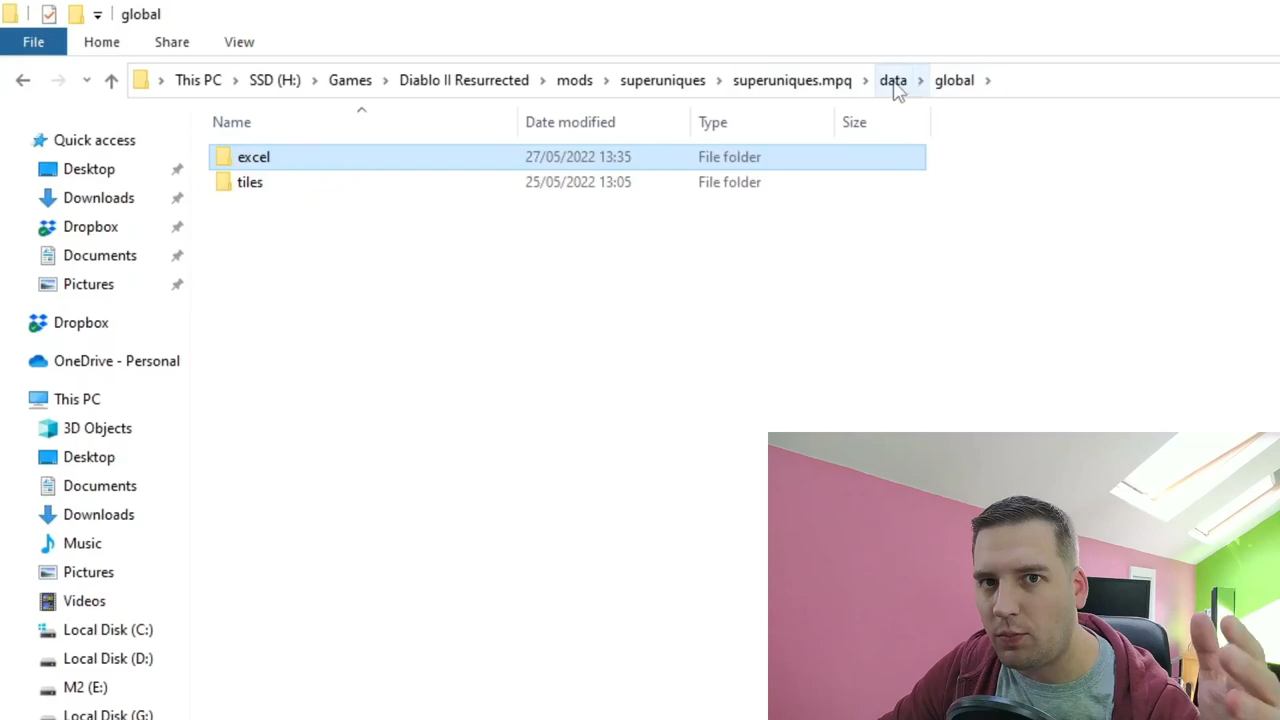 global
File Home Share View
This PC SSD (H:) Games Diablo II Resurrected mods superuniques superuniques.mpq data global
Name Date modified Type Size
excel 27/05/2022 13:35 File folder
tiles 25/05/2022 13:05 File folder
Quick access
Desktop
Downloads
Dropbox
Documents
Pictures
Dropbox
OneDrive - Personal
This PC
3D Objects
Desktop
Documents
Downloads
Music
Pictures
Videos
Local Disk (C:)
Local Disk (D:)
M2 (E:)
Local Disk (G:)